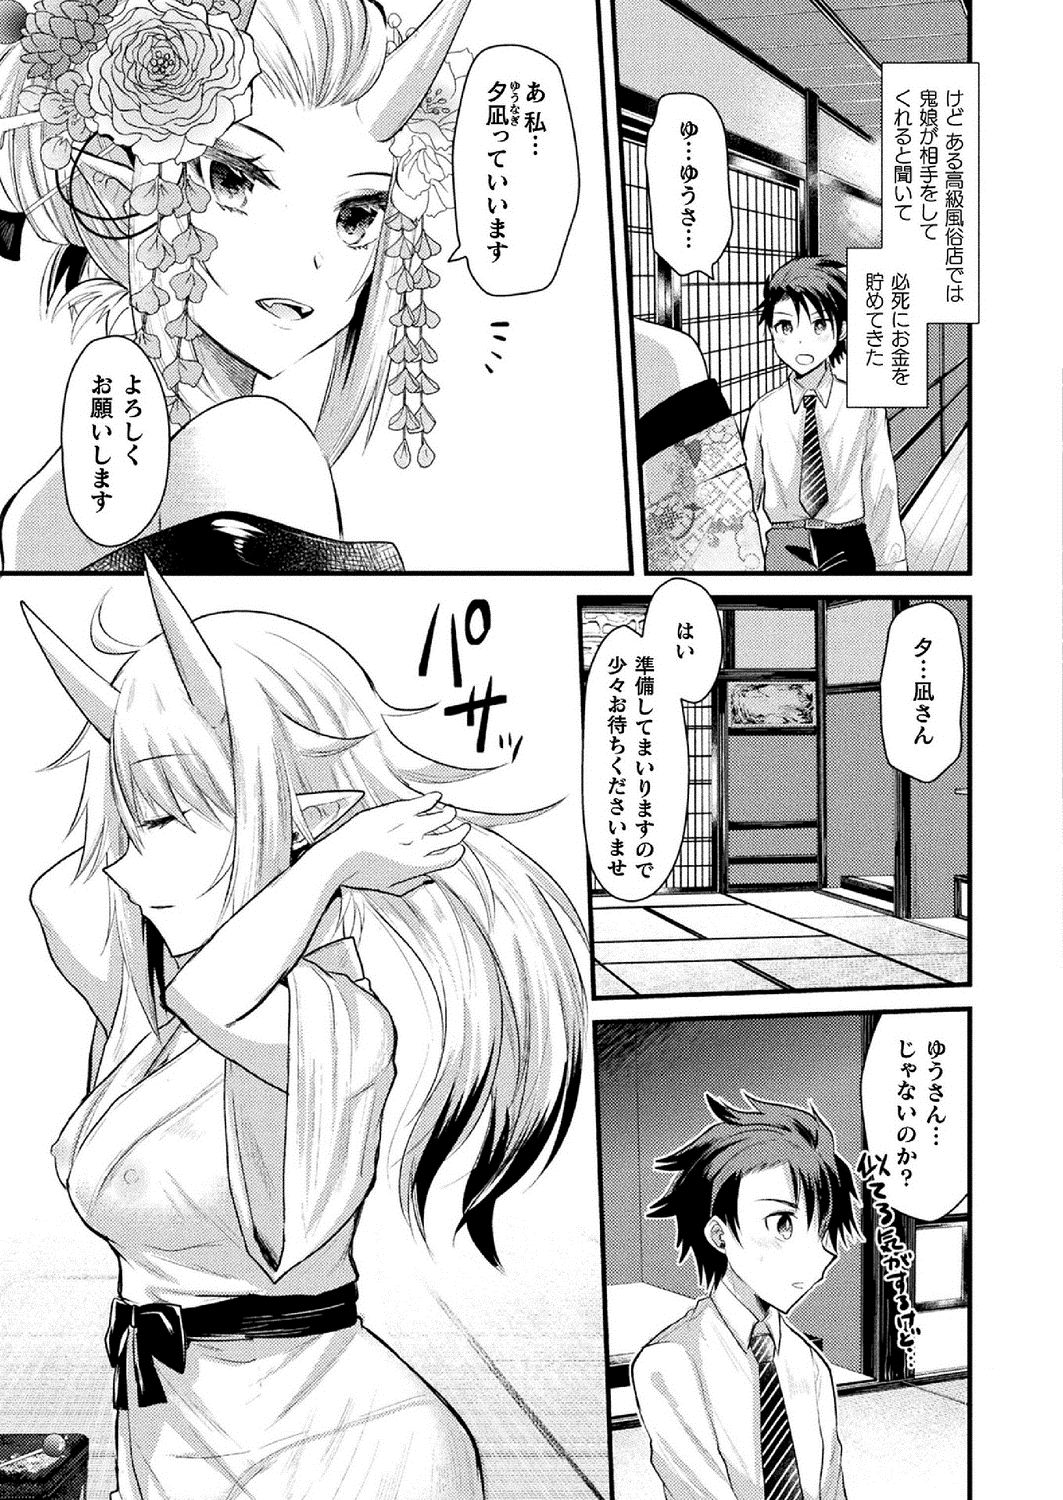 けど ある高級風俗店では
鬼娘が相手をして
くれると聞いて
必死にお金を
貯めてきた
ゆ…ゆうさ…
あ 私…
夕凪っていいます
ゆうなぎ
よろしく
お願いします
夕…凪さん
はい
準備してまいりますので
少々お待ちくださいませ
ゆうさん…
じゃないのか？
似てる気がするけど…
パサッ